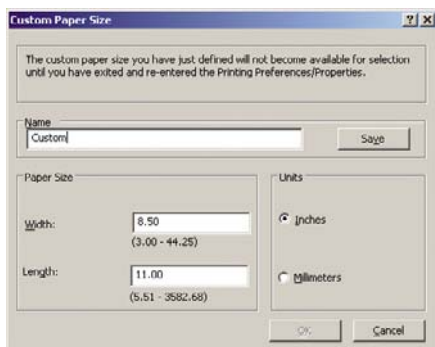 Custom Paper Size
The custom paper size you have just defined will not become available for selection
until you have exited and re-entered the Printing Preferences/Properties.
Name
Custom
Save
Paper Size
Width:
8.50
(3.00 - 44.25)
Length:
11.00
(5.51 - 3582.68)
Units
Inches
Milimeters
OK
Cancel